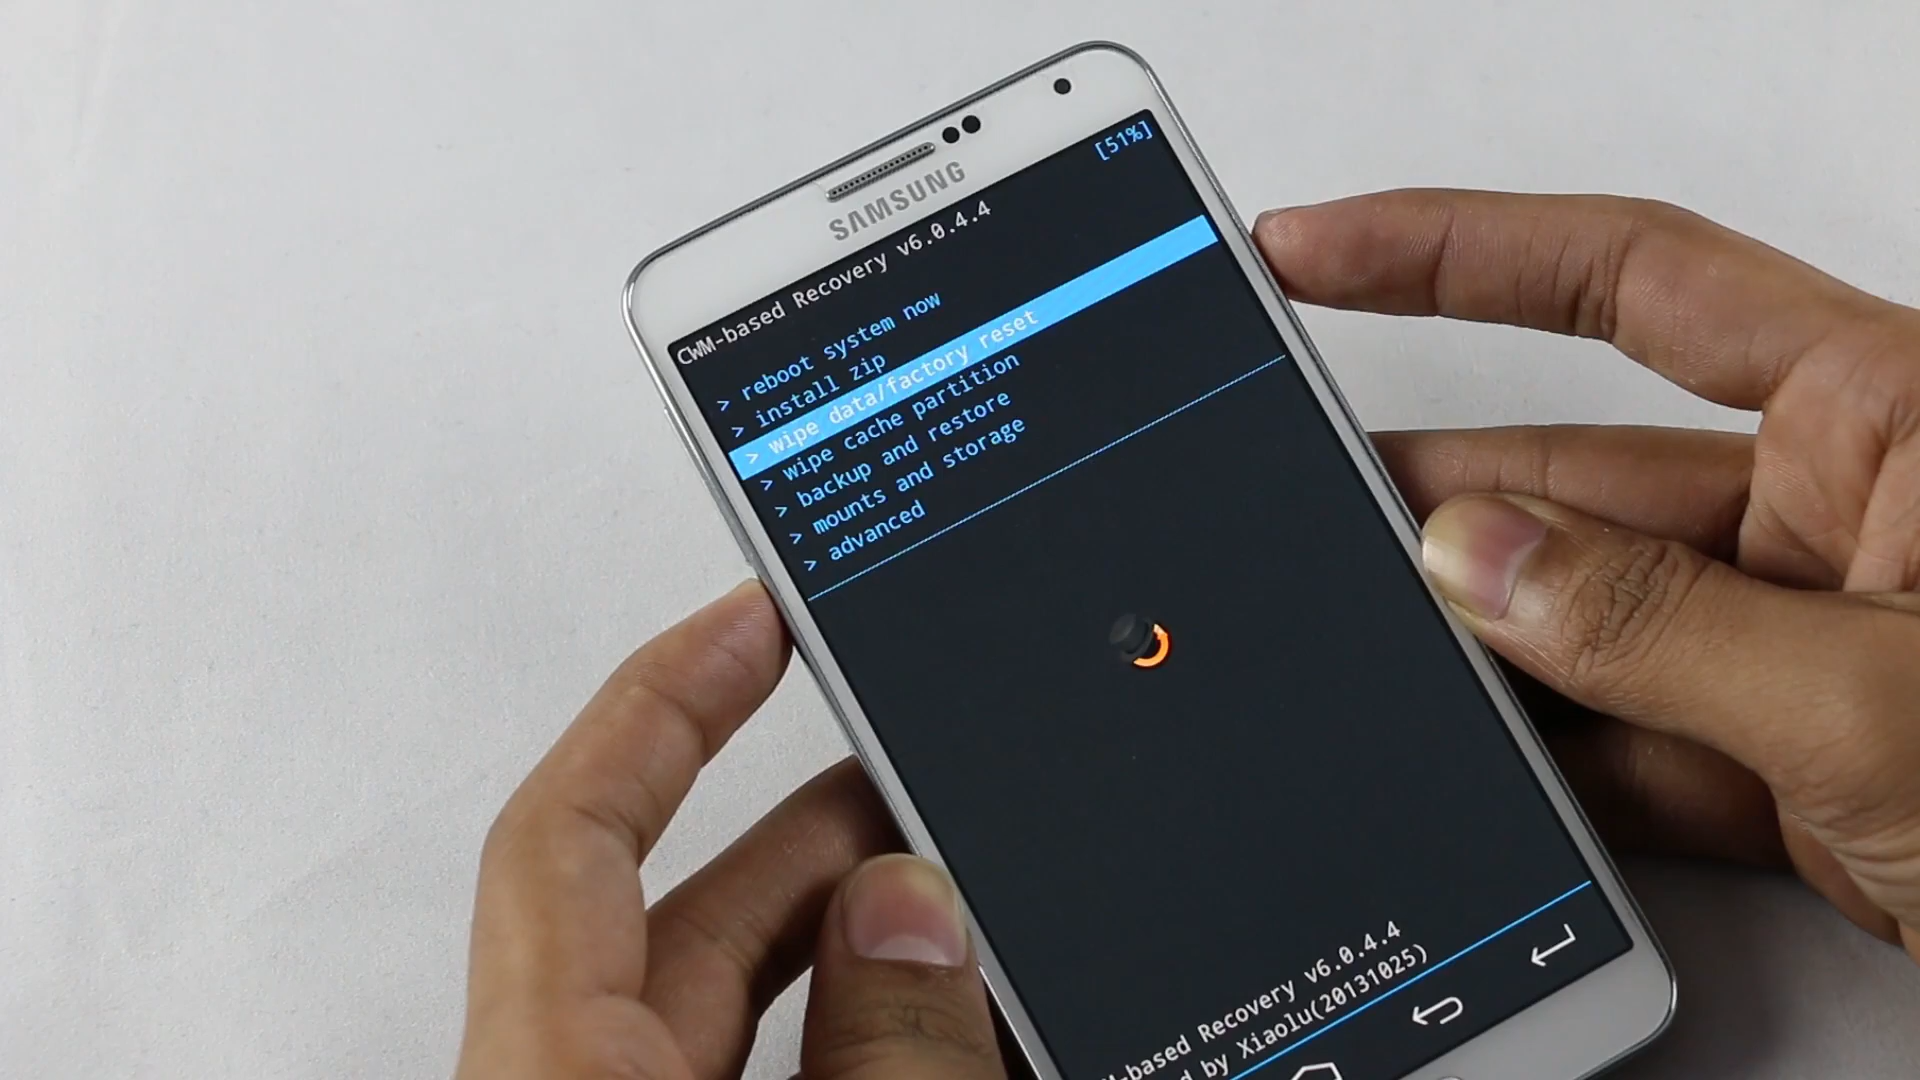 [51%]
SAMSUNG
CWM-based Recovery v6.0.4.4
> reboot system now
> install zip
> wipe data/factory reset
> wipe cache partition
> backup and restore
> mounts and storage
> advanced
-based Recovery v6.0.4.4
d by Xiaolu(20131025)